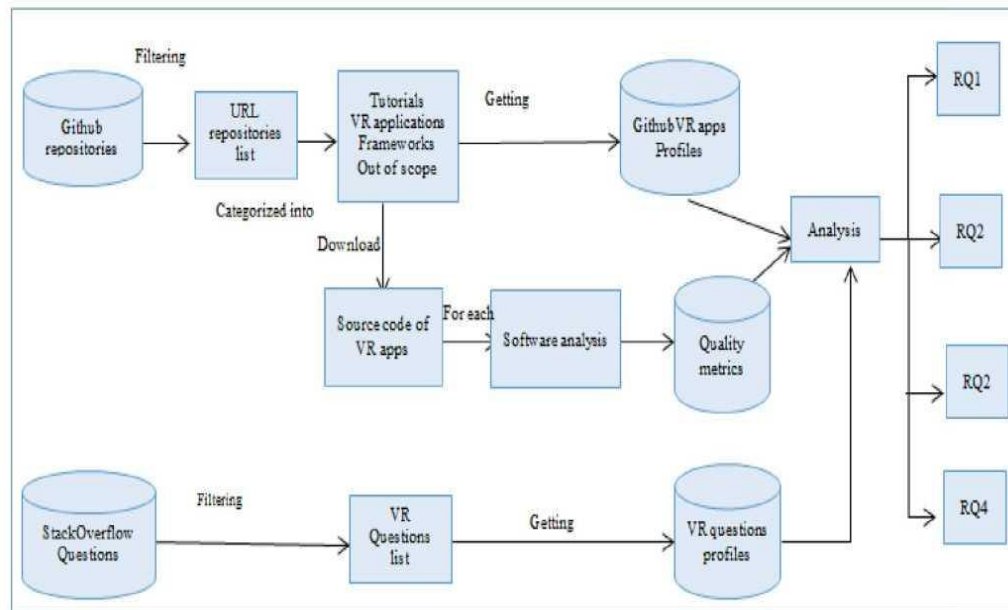 Filtering
Github
repositories
URL
repositories
list
Tutorials
VR applications
Frameworks
Out of scope
Getting
Github VR apps
Profiles
RQ1
Categorized into
Download
Analysis
RQ2
Source code of
VR apps
For each
Software analysis
Quality
metrics
RQ2
StackOverflow
Questions
Filtering
VR
Questions
list
Getting
VR questions
profiles
RQ4